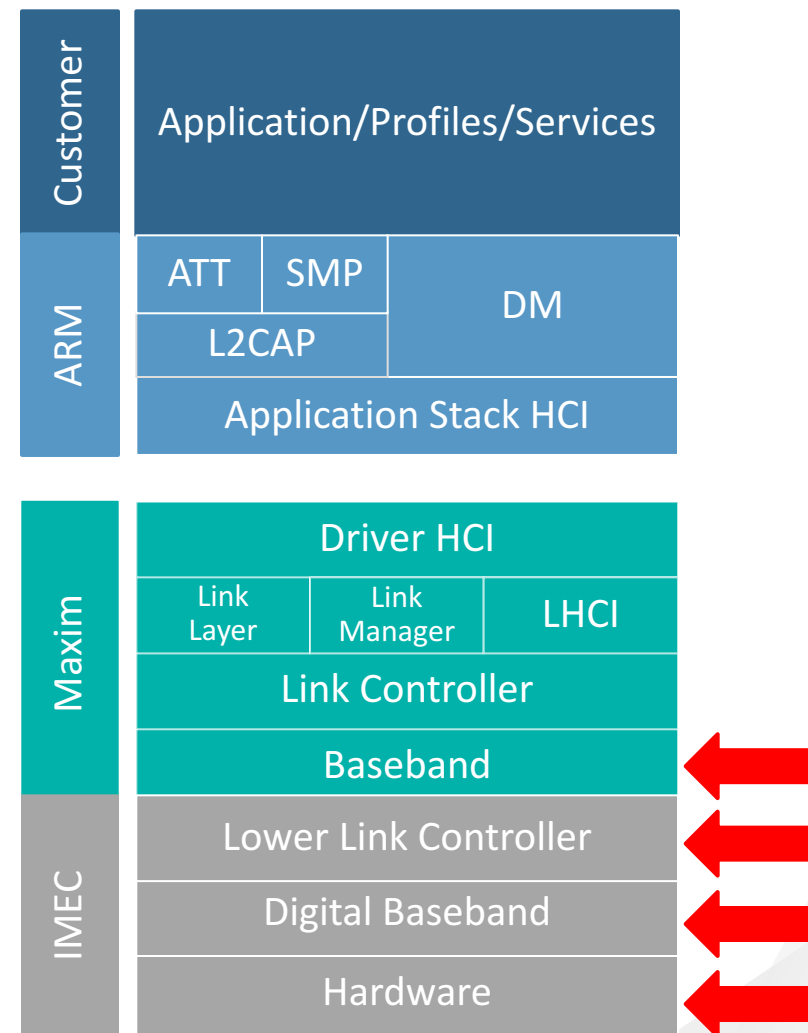 Customer
Application/Profiles/Services
ARM
ATT
SMP
DM
L2CAP
Application Stack HCI
Maxim
Driver HCI
Link
Layer
Link
Manager
LHCI
Link Controller
Baseband
IMEC
Lower Link Controller
Digital Baseband
Hardware